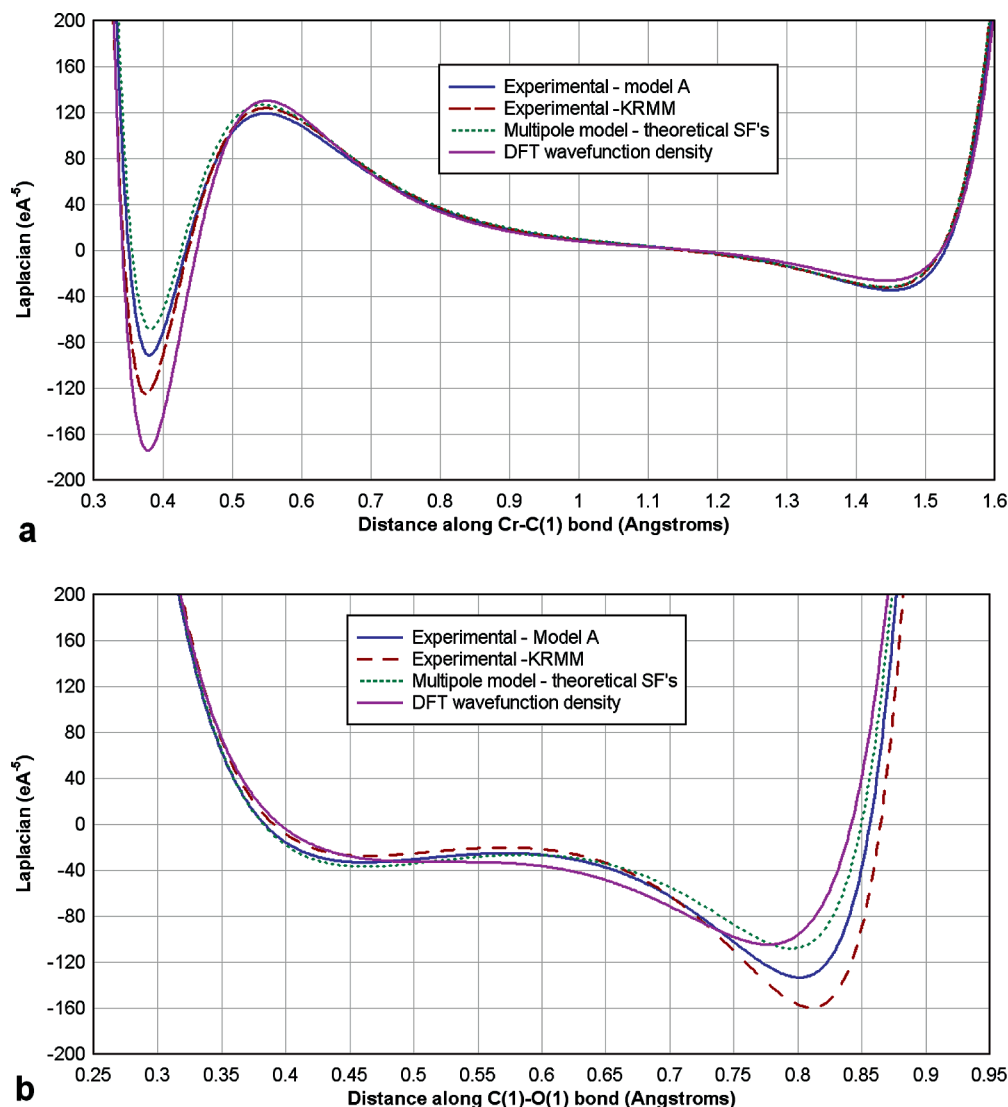 200
160
120
80
40
0
-40
-80
-120
-160
-200
Laplacian (eA-5)
Experimental - model A
Experimental -KRMM
Multipole model - theoretical SF's
DFT wavefunction density
0.3 0.4 0.5 0.6 0.7 0.8 0.9 1 1.1 1.2 1.3 1.4 1.5 1.6
Distance along Cr-C(1) bond (Angstroms)
a
200
160
120
80
40
0
-40
-80
-120
-160
-200
Laplacian (eA-5)
Experimental - Model A
Experimental -KRMM
Multipole model - theoretical SF's
DFT wavefunction density
0.25 0.3 0.35 0.4 0.45 0.5 0.55 0.6 0.65 0.7 0.75 0.8 0.85 0.9 0.95
Distance along C(1)-O(1) bond (Angstroms)
b